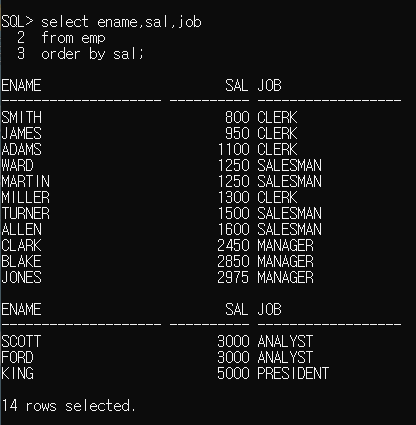 SQL> select ename,sal,job
  2  from emp
  3  order by sal;
ENAME                       SAL JOB
-------------------- ---------- ------------------
SMITH                       800 CLERK
JAMES                       950 CLERK
ADAMS                      1100 CLERK
WARD                       1250 SALESMAN
MARTIN                     1250 SALESMAN
MILLER                     1300 CLERK
TURNER                     1500 SALESMAN
ALLEN                      1600 SALESMAN
CLARK                      2450 MANAGER
BLAKE                      2850 MANAGER
JONES                      2975 MANAGER
ENAME                       SAL JOB
-------------------- ---------- ------------------
SCOTT                      3000 ANALYST
FORD                       3000 ANALYST
KING                       5000 PRESIDENT
14 rows selected.